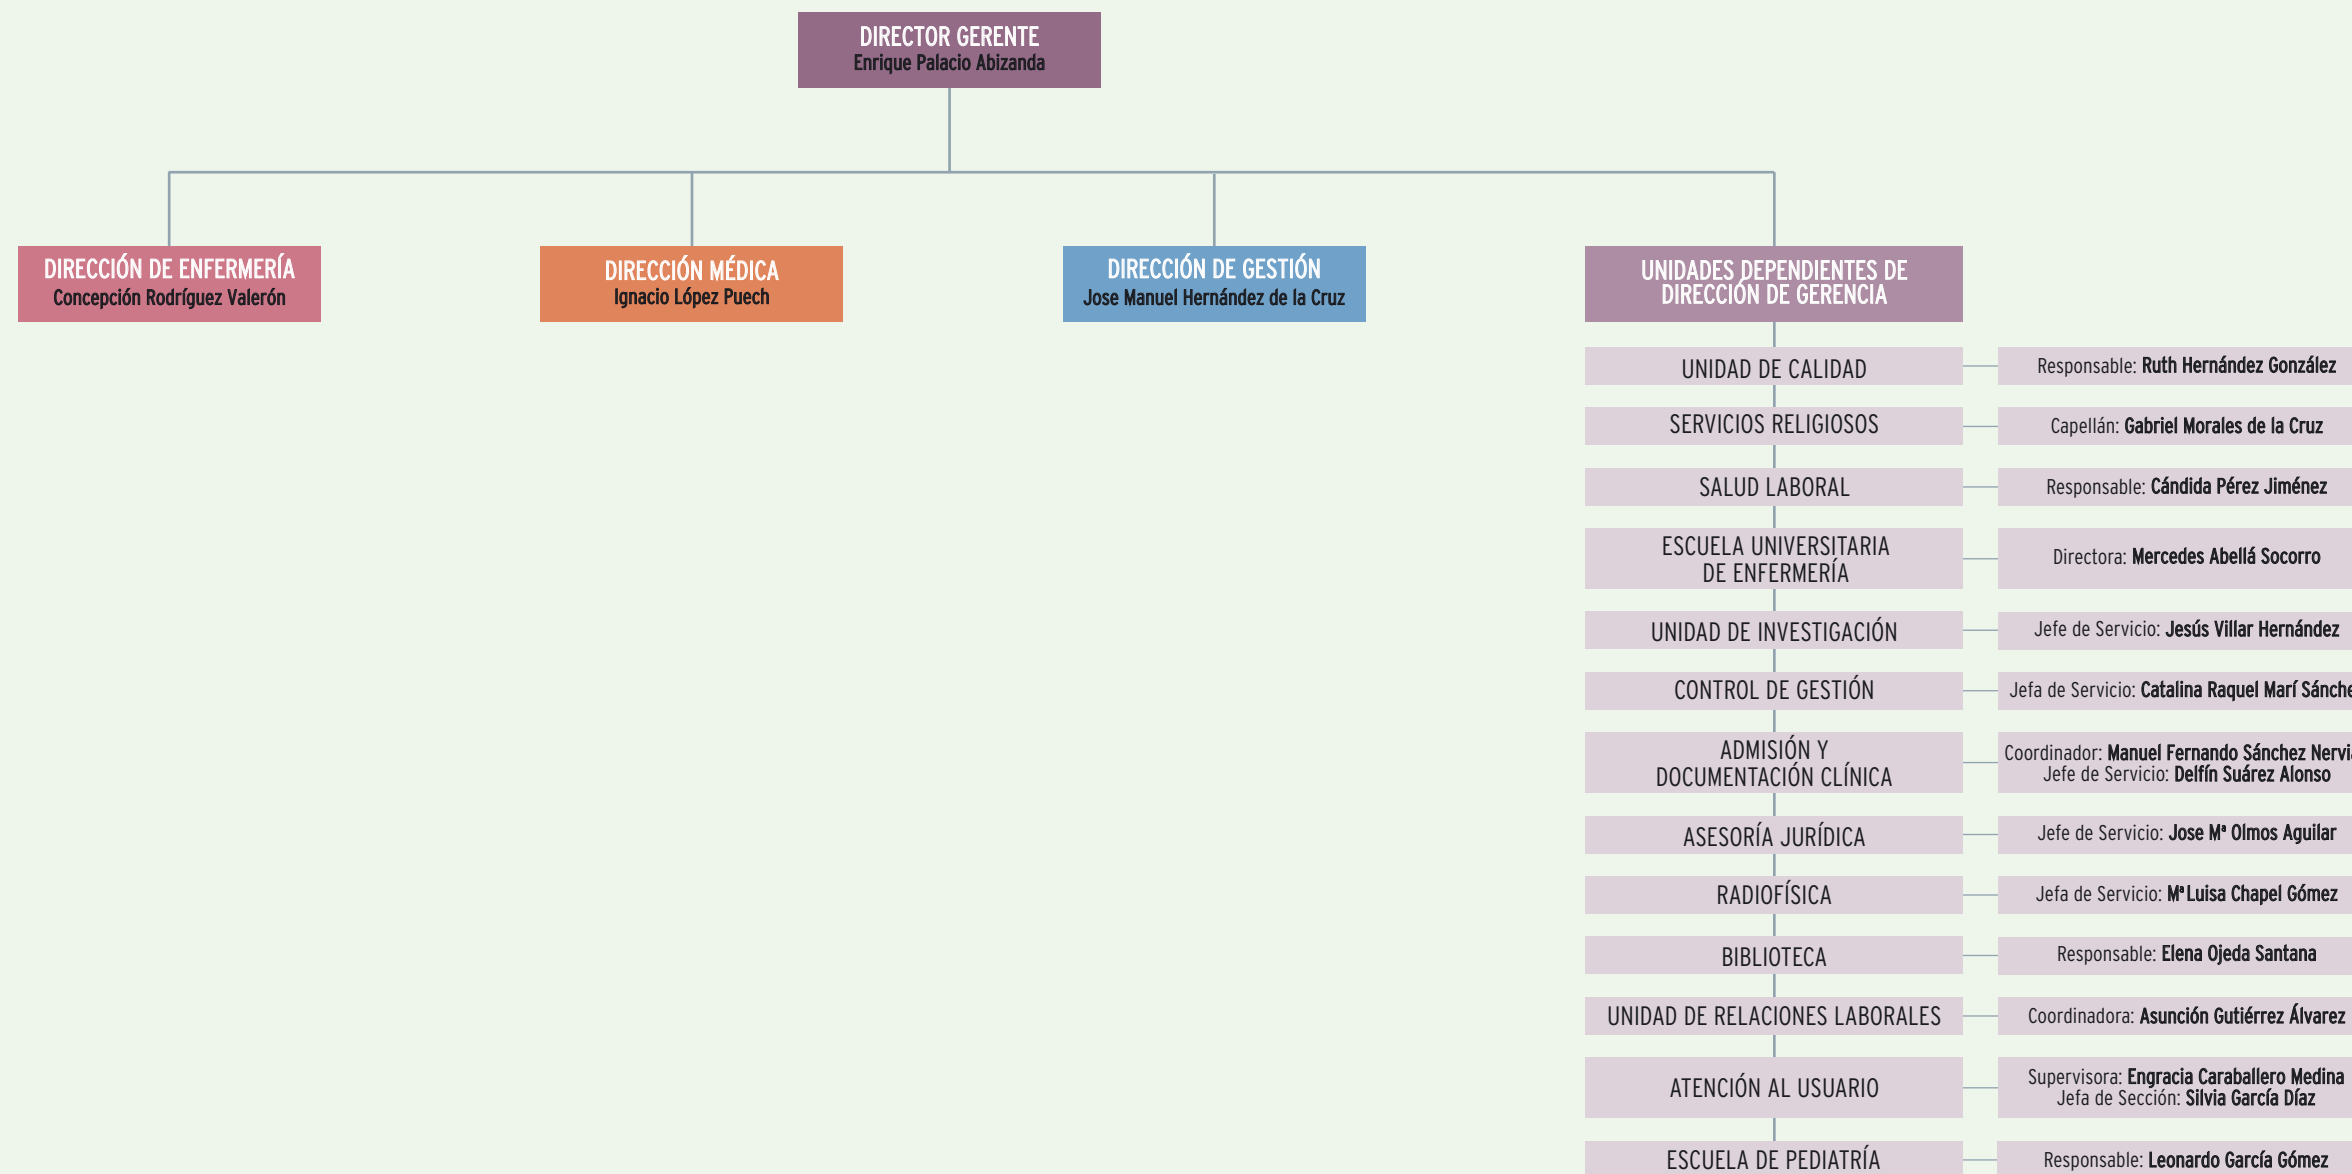 DIRECTOR GERENTE
Enrique Palacio Abizanda
DIRECCIÓN DE ENFERMERÍA
Concepción Rodríguez Valerón
DIRECCIÓN MÉDICA
Ignacio López Puech
DIRECCIÓN DE GESTIÓN
Jose Manuel Hernández de la Cruz
UNIDADES DEPENDIENTES DE
DIRECCIÓN DE GERENCIA
UNIDAD DE CALIDAD
Responsable: Ruth Hernández González
SERVICIOS RELIGIOSOS
Capellán: Gabriel Morales de la Cruz
SALUD LABORAL
Responsable: Cándida Pérez Jiménez
ESCUELA UNIVERSITARIA
DE ENFERMERÍA
Directora: Mercedes Abellá Socorro
UNIDAD DE INVESTIGACIÓN
Jefe de Servicio: Jesús Villar Hernández
CONTROL DE GESTIÓN
Jefa de Servicio: Catalina Raquel Marí
ADMISIÓN Y
DOCUMENTACIÓN CLÍNICA
Coordinador: Manuel Fernando Sánchez
Jefe de Servicio: Delfín Suárez Alonso
ASESORÍA JURÍDICA
Jefe de Servicio: Jose Mª Olmos Aguilar
RADIOFÍSICA
Jefa de Servicio: Mª Luisa Chapel Gómez
BIBLIOTECA
Responsable: Elena Ojeda Santana
UNIDAD DE RELACIONES LABORALES
Coordinadora: Asunción Gutiérrez Álvarez
ATENCIÓN AL USUARIO
Supervisora: Engracia Caraballero Medina
Jefa de Sección: Silvia García Díaz
ESCUELA DE PEDIATRÍA
Responsable: Leonardo García Gómez